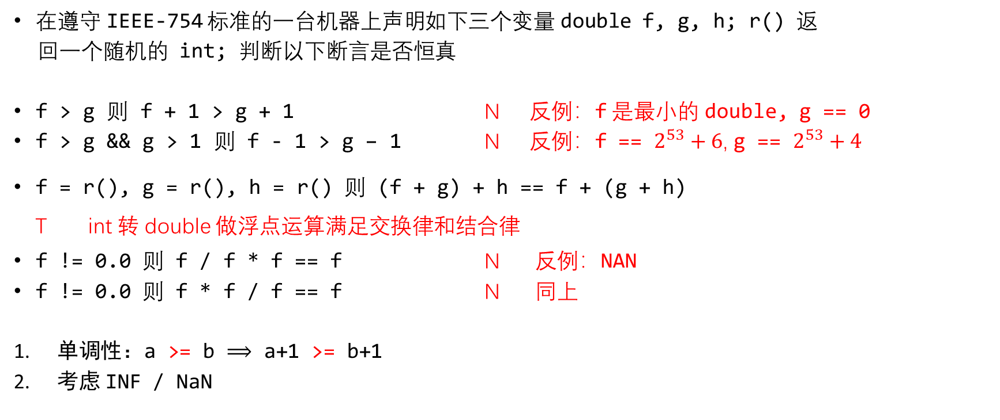 • 在遵守 IEEE-754 标准的一台机器上声明如下三个变量 double f, g, h; r() 返
回一个随机的 int; 判断以下断言是否恒真
• f > g 则 f + 1 > g + 1 N 反例：f 是最小的 double, g == 0
• f > g && g > 1 则 f - 1 > g – 1 N 反例：f == 2⁵³ + 6, g == 2⁵³ + 4
• f = r(), g = r(), h = r() 则 (f + g) + h == f + (g + h)
T int 转 double 做浮点运算满足交换律和结合律
• f != 0.0 则 f / f * f == f N 反例：NAN
• f != 0.0 则 f * f / f == f N 同上
1. 单调性：a >= b ⟹ a+1 >= b+1
2. 考虑 INF / NaN